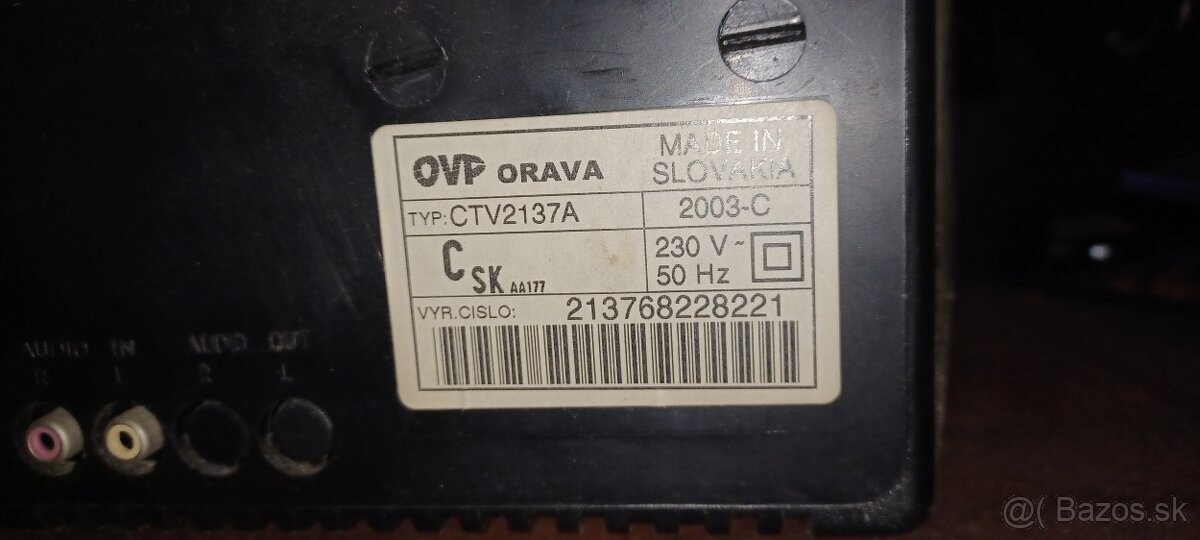 OVP ORAVA
MADE IN
SLOVAKIA
TYP: CTV2137A
2003-C
C SK AA177
230 V ~
50 Hz
VYR.CISLO: 213768228221
AUDIO IN AUDIO OUT
R L R L
@( Bazos.sk